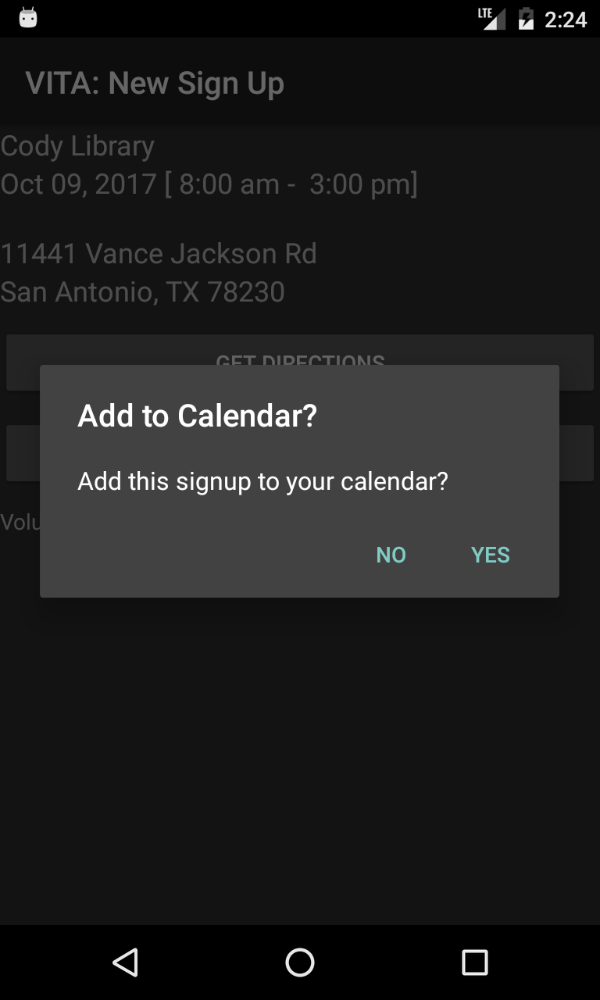 LTE 2:24
VITA: New Sign Up
Cody Library
Oct 09, 2017 [ 8:00 am -  3:00 pm]
11441 Vance Jackson Rd
San Antonio, TX 78230
GET DIRECTIONS
Add to Calendar?
Add this signup to your calendar?
Volu
NO YES